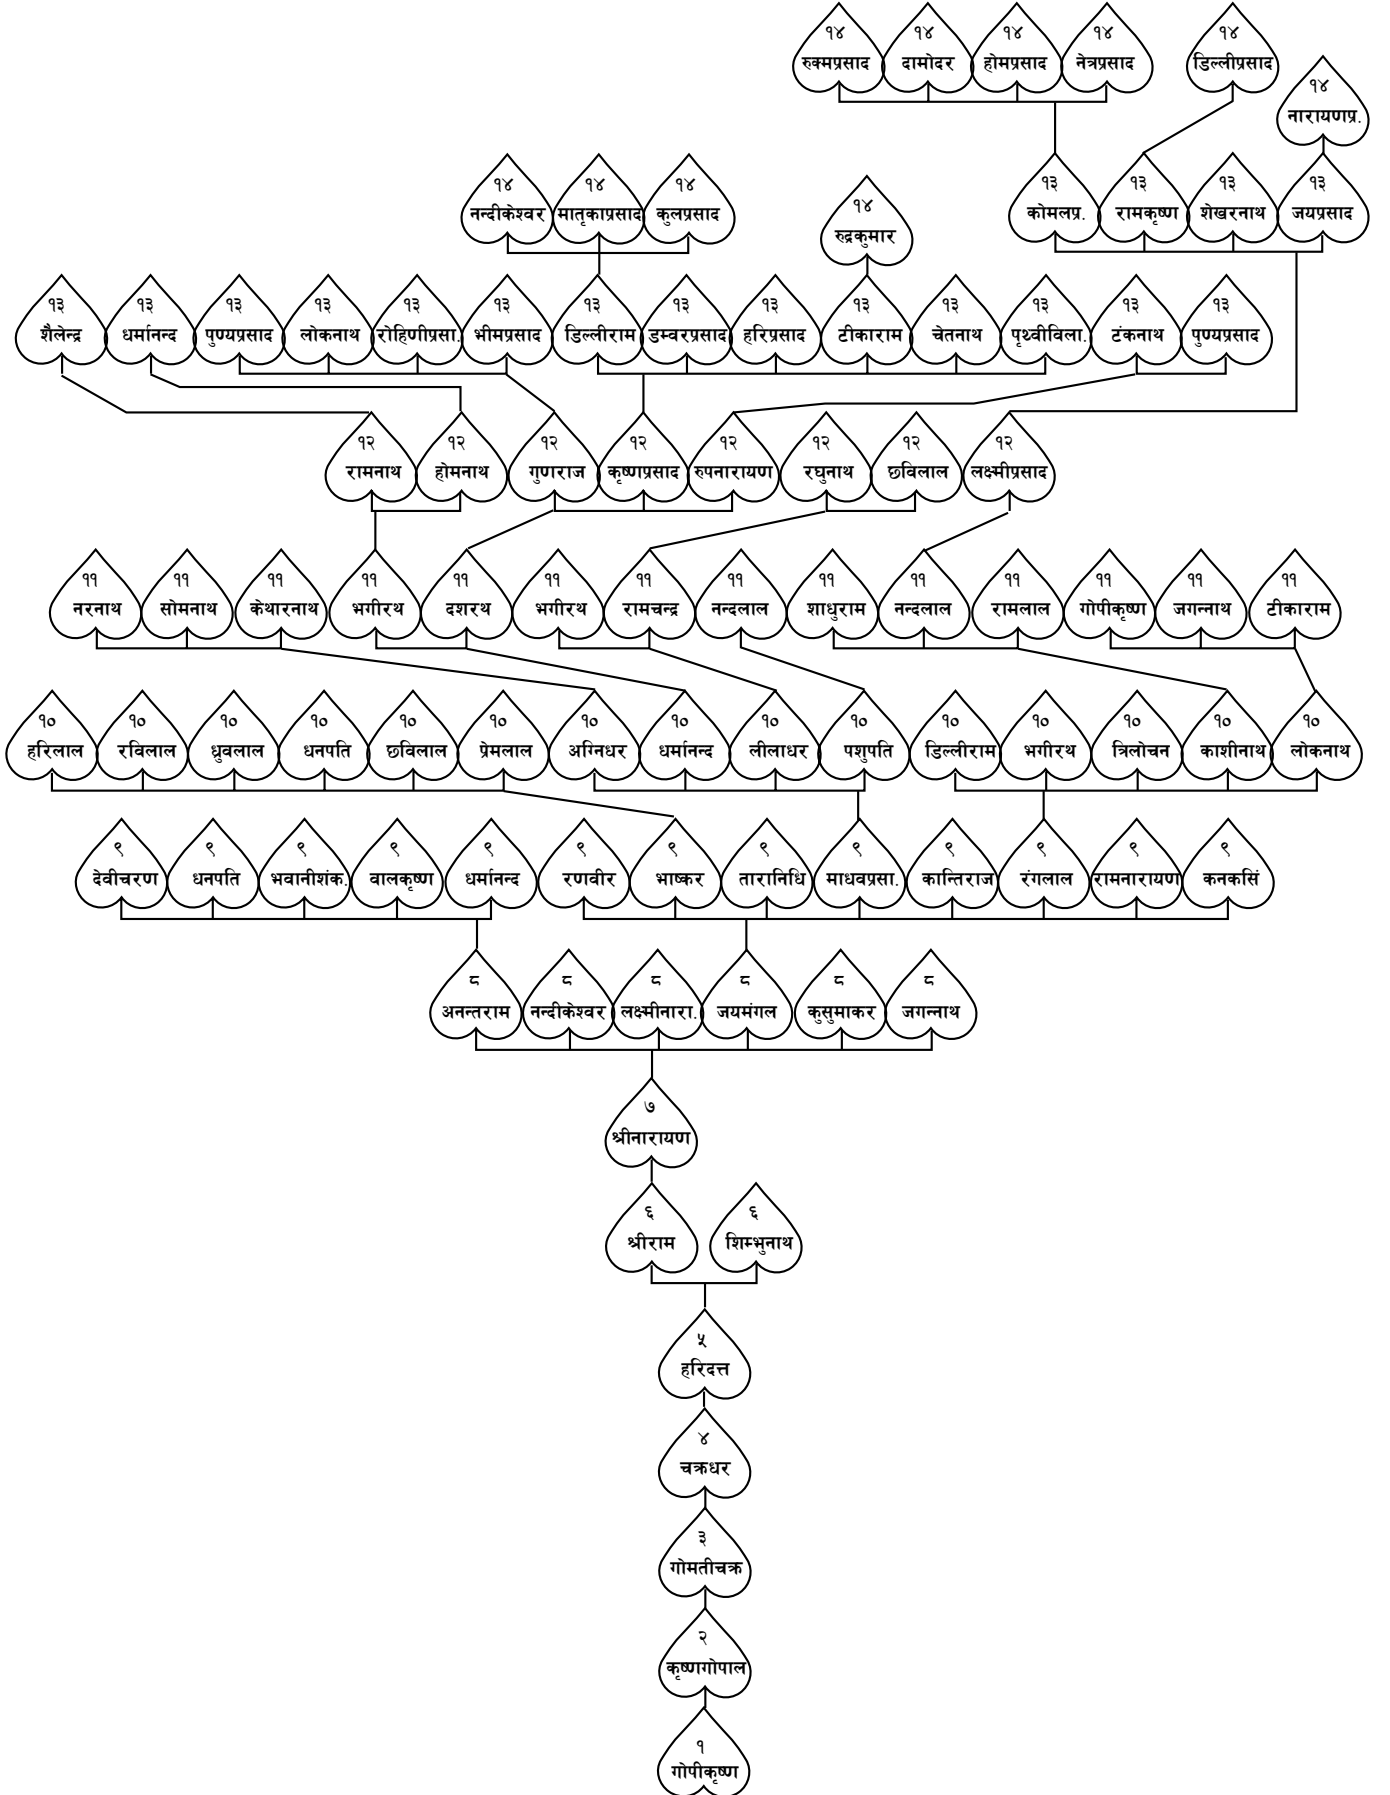 १४ १४ १४ १४ १४
रुक्मप्रसाद दामोदर होमप्रसाद नेत्रप्रसाद डिल्लीप्रसाद
१४
नारायणप्र.
१४ १४ १४
नन्दीकेश्वर मातृकाप्रसाद कुलप्रसाद
१३ १३ १३ १३
कोमलप्र. रामकृष्ण शेखरनाथ जयप्रसाद
१४
रुद्रकुमार
१३ १३ १३ १३ १३ १३ १३ १३ १३ १३ १३ १३ १३ १३
शैलेन्द्र धर्मानन्द पुण्यप्रसाद लोकनाथ रोहिणीप्रसा. भीमप्रसाद डिल्लीराम डम्वरप्रसाद हरिप्रसाद टीकाराम चेतनाथ पृथ्वीविला. टंकनाथ पुण्यप्रसाद
१२ १२ १२ १२ १२ १२ १२ १२
रामनाथ होमनाथ गुणराज कृष्णप्रसाद रुपनारायण रघुनाथ छविलाल लक्ष्मीप्रसाद
११ ११ ११ ११ ११ ११ ११ ११ ११ ११ ११ ११ ११ ११
नरनाथ सोमनाथ केथारनाथ भगीरथ दशरथ भगीरथ रामचन्द्र नन्दलाल शाधुराम नन्दलाल रामलाल गोपीकृष्ण जगन्नाथ टीकाराम
१० १० १० १० १० १० १० १० १० १० १० १० १० १० १०
हरिलाल रविलाल ध्रुवलाल धनपति छविलाल प्रेमलाल अग्निधर धर्मानन्द लीलाधर पशुपति डिल्लीराम भगीरथ त्रिलोचन काशीनाथ लोकनाथ
९ ९ ९ ९ ९ ९ ९ ९ ९ ९ ९ ९ ९
देवीचरण धनपति भवानीशंक. वालकृष्ण धर्मानन्द रणवीर भाष्कर तारानिधि माधवप्रसा. कान्तिराज रंगलाल रामनारायण कनकसिं
८ ८ ८ ८ ८ ८
अनन्तराम नन्दीकेश्वर लक्ष्मीनारा. जयमंगल कुसुमाकर जगन्नाथ
७
श्रीनारायण
६ ६
श्रीराम शिम्भुनाथ
५
हरिदत्त
४
चक्रधर
३
गोमतीचक्र
२
कृष्णगोपाल
१
गोपीकृष्ण